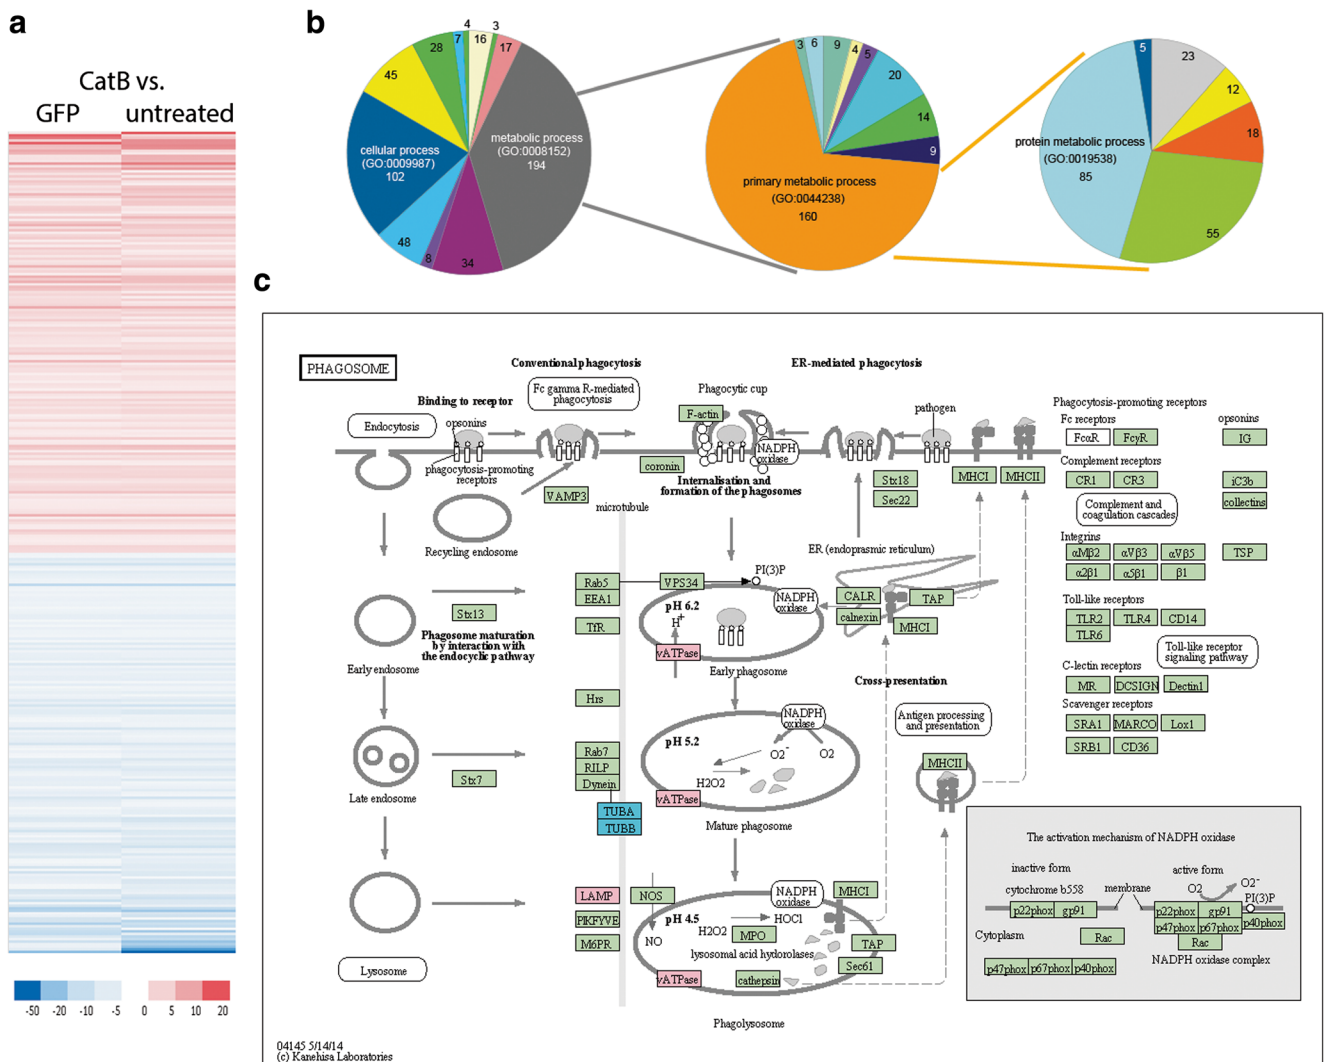 a
CatB vs.
GFP
untreated
-50 -20 -10 -5 0 5 10 20
b
4
28
7
16
3
17
45
cellular process
(GO:0009987)
102
metabolic process
(GO:0008152)
194
48
8
34
3
6
9
4
5
20
14
9
primary metabolic process
(GO:0044238)
160
5
23
12
18
protein metabolic process
(GO:0019538)
85
55
c
PHAGOSOME
Conventional phagocytosis
ER-mediated phagocytosis
Fc gamma R-mediated
phagocytosis
Phagocytic cup
Binding to receptor
F-actin
Endocytosis
opsonins
pathogen
NADPH
oxidase
phagocytosis-promoting
receptors
coronin
Internalisation and
formation of the phagosomes
VAMP3
microtubule
Stx18
Sec22
MHCI
MHCII
Recycling endosome
ER (endoprasmic reticulum)
Rab5
EEA1
VPS34
PI(3)P
NADPH
oxidase
CALR
calnexin
TAP
MHCI
Stx13
TfR
pH 6.2
H+
vATPase
Phagosome maturation
by interaction with
the endocyclic pathway
Early endosome
Early phagosome
Cross-presentation
Hrs
Antigen processing
and presentation
NADPH
oxidase
pH 5.2
O2-
O2
H2O2
vATPase
Rab7
RILP
Dynein
Stx7
TUBA
TUBB
MHCII
Late endosome
Mature phagosome
LAMP
PIKFYVE
M6PR
NOS
NO
NADPH
oxidase
MHCI
pH 4.5
HOCl
H2O2
MPO
lysosomal acid hydorolases
TAP
Sec61
vATPase
cathepsin
Lysosome
Phagolysosome
Phagocytosis-promoting receptors
Fc receptors
opsonins
FcαR
FcγR
IG
Complement receptors
CR1
CR3
iC3b
collectins
Complement and
coagulation cascades
Integrins
αMβ2
αVβ3
αVβ5
TSP
α2β1
α5β1
β1
Toll-like receptors
TLR2
TLR4
CD14
TLR6
Toll-like receptor
signaling pathway
C-lectin receptors
MR
DCSIGN
Dectin1
Scavenger receptors
SRA1
MARCO
Lox1
SRB1
CD36
The activation mechanism of NADPH oxidase
inactive form
active form
cytochrome b558
membrane
O2
O2-
PI(3)P
p22phox
gp91
p22phox
gp91
p47phox
p67phox
p40phox
Cytoplasm
Rac
Rac
p47phox
p67phox
p40phox
NADPH oxidase complex
04145 5/14/14
(c) Kanehisa Laboratories